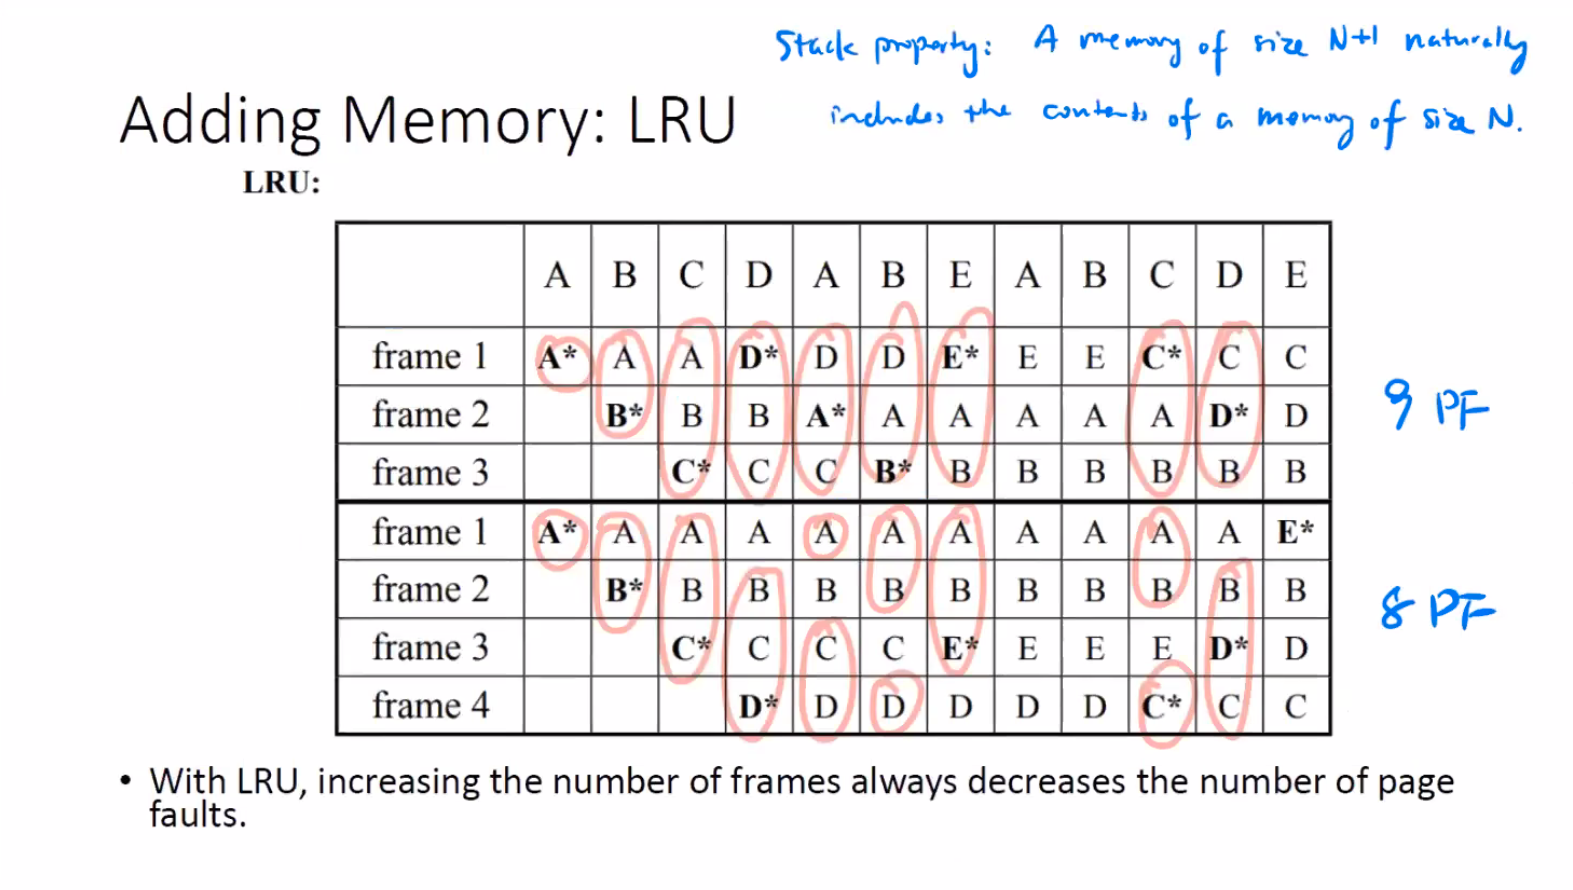 Stack property: A memory of size N+1 naturally
includes the contents of a memory of size N.
Adding Memory: LRU
LRU:
A B C D A B E A B C D E
frame 1 A* A A D* D D E* E E C* C C
frame 2 B* B B A* A A A A A D* D
frame 3 C* C C B* B B B B B B
9 PF
frame 1 A* A A A A A A A A A A E*
frame 2 B* B B B B B B B B B B
frame 3 C* C C C E* E E E D* D
frame 4 D* D D D D D C* C C
8 PF
• With LRU, increasing the number of frames always decreases the number of page
faults.